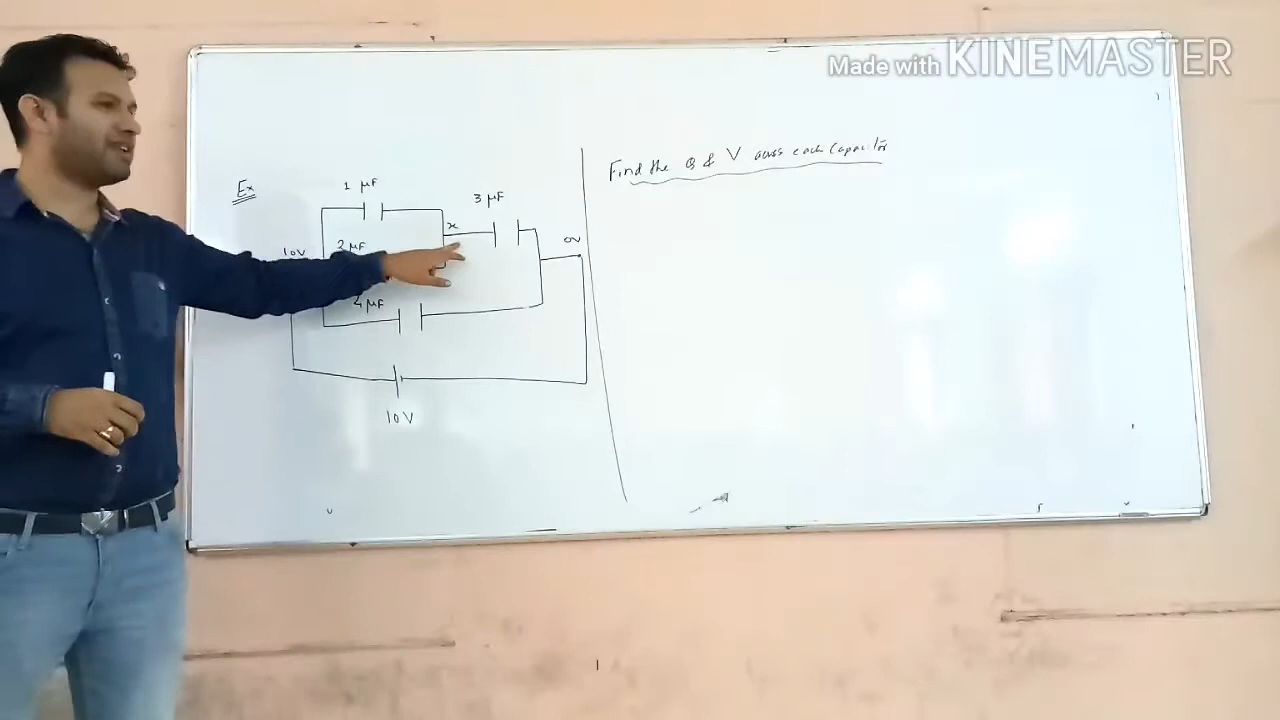 Made with KINEMASTER
Find the Q & V across each Capacitor
Ex
1 μF
3 μF
x
10V
2 μF
0V
4 μF
10V